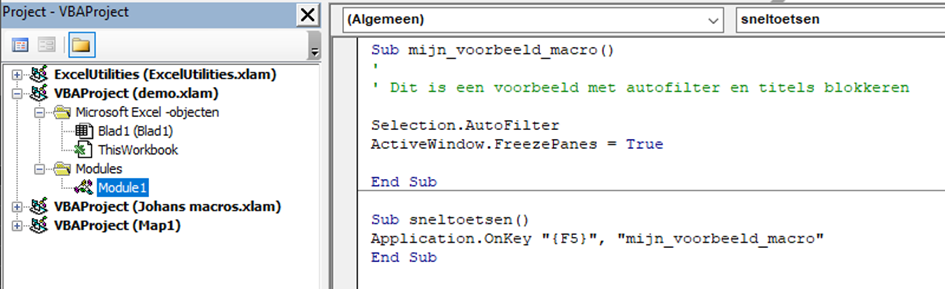 Project - VBAProject
ExcelUtilities (ExcelUtilities.xlam)
VBAProject (demo.xlam)
Microsoft Excel -objecten
Blad1 (Blad1)
ThisWorkbook
Modules
Module1
VBAProject (Johans macros.xlam)
VBAProject (Map1)
(Algemeen)
sneltoetsen
Sub mijn_voorbeeld_macro()
'
' Dit is een voorbeeld met autofilter en titels blokkeren
Selection.AutoFilter
ActiveWindow.FreezePanes = True
End Sub
Sub sneltoetsen()
Application.OnKey "{F5}", "mijn_voorbeeld_macro"
End Sub